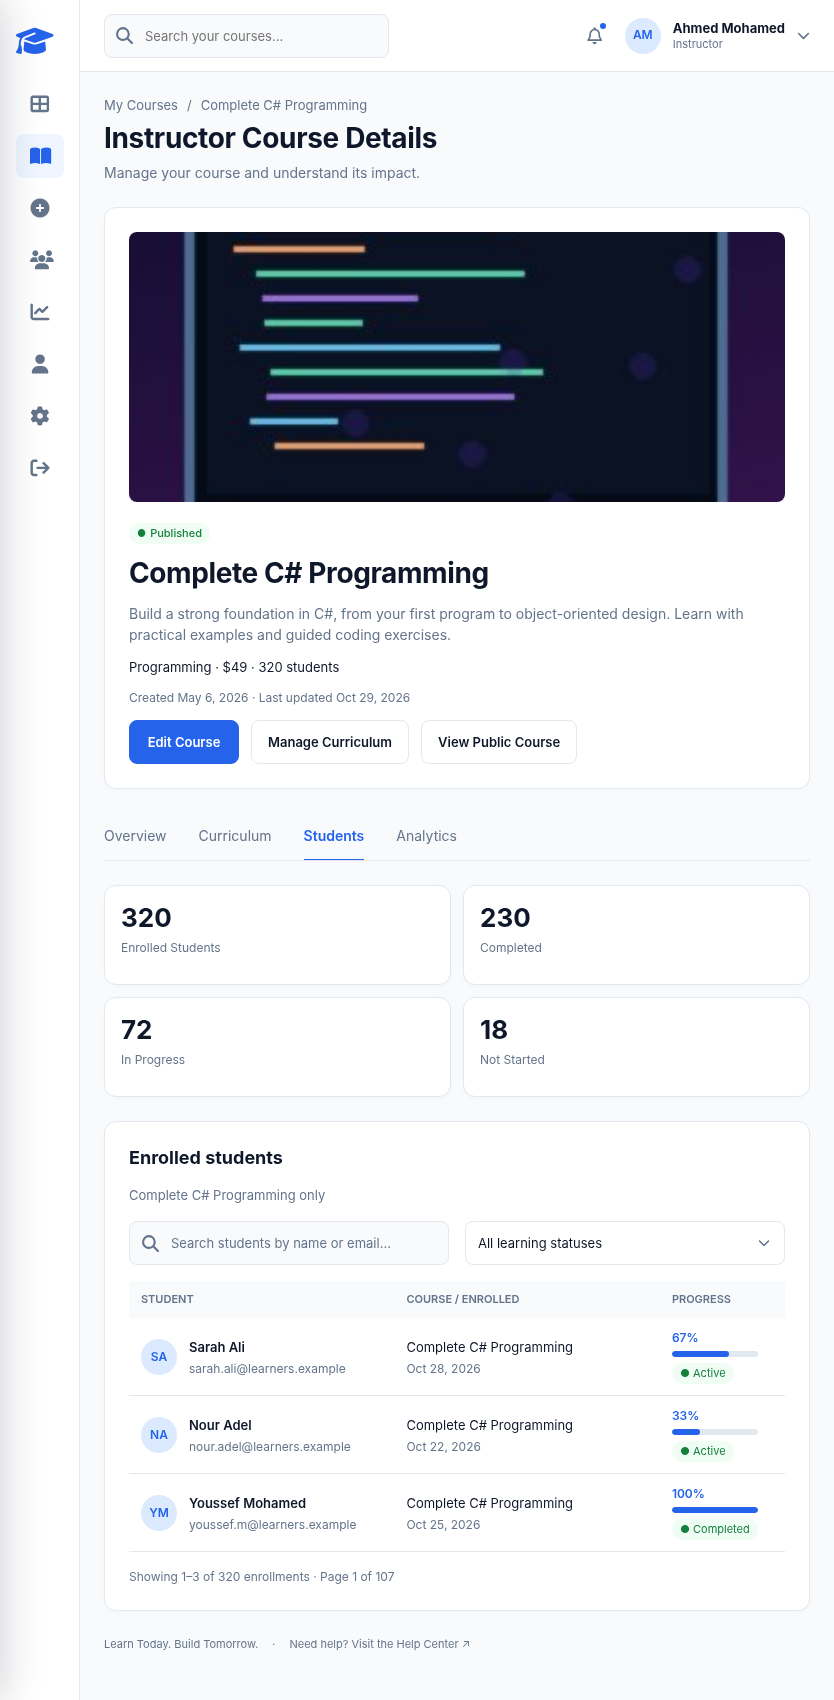 Search your courses...
AM
Ahmed Mohamed
Instructor
My Courses / Complete C# Programming
Instructor Course Details
Manage your course and understand its impact.
Published
Complete C# Programming
Build a strong foundation in C#, from your first program to object-oriented design. Learn with
practical examples and guided coding exercises.
Programming · $49 · 320 students
Created May 6, 2026 · Last updated Oct 29, 2026
Edit Course
Manage Curriculum
View Public Course
Overview
Curriculum
Students
Analytics
320
Enrolled Students
230
Completed
72
In Progress
18
Not Started
Enrolled students
Complete C# Programming only
Search students by name or email...
All learning statuses
STUDENT
COURSE / ENROLLED
PROGRESS
SA
Sarah Ali
sarah.ali@learners.example
Complete C# Programming
Oct 28, 2026
67%
Active
NA
Nour Adel
nour.adel@learners.example
Complete C# Programming
Oct 22, 2026
33%
Active
YM
Youssef Mohamed
youssef.m@learners.example
Complete C# Programming
Oct 25, 2026
100%
Completed
Showing 1–3 of 320 enrollments · Page 1 of 107
Learn Today. Build Tomorrow. · Need help? Visit the Help Center ↗